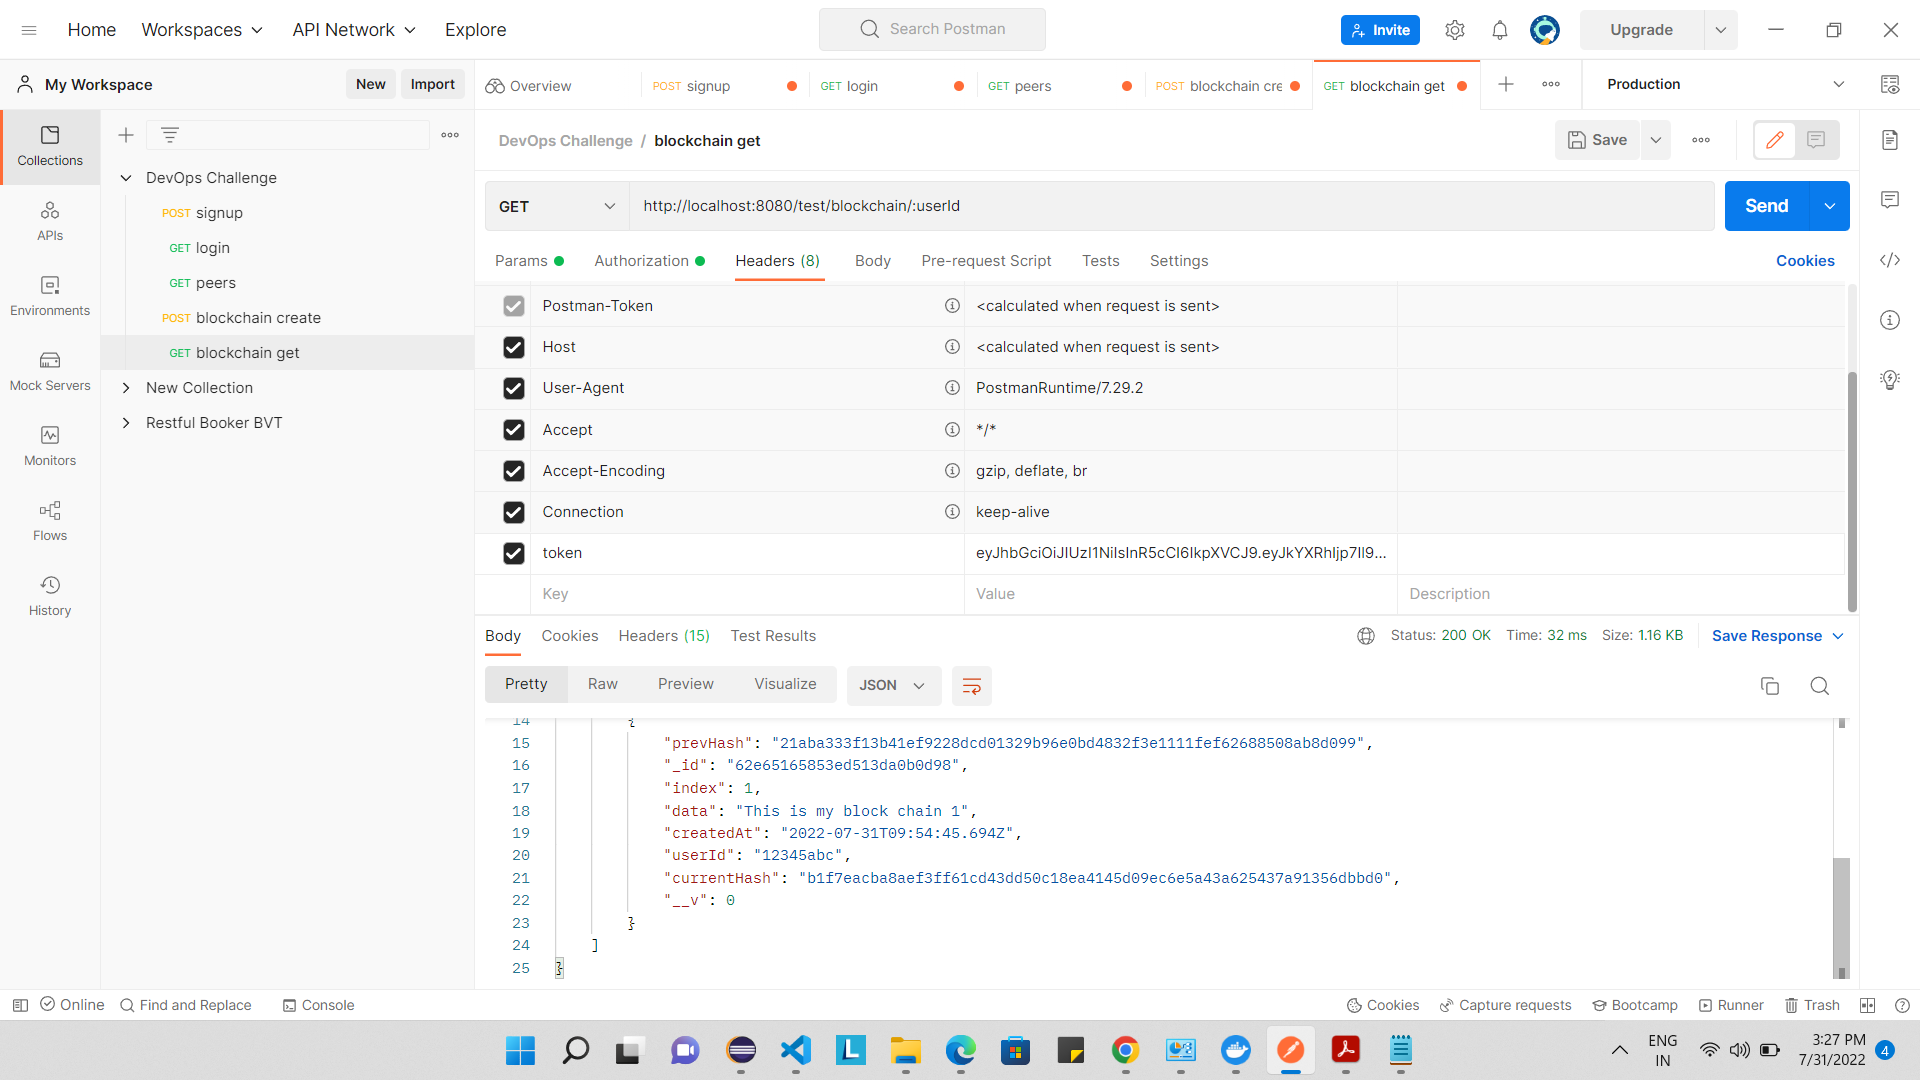 Home
Workspaces
API Network
Explore
Search Postman
Invite
Upgrade
My Workspace
New
Import
Overview
POST signup
GET login
GET peers
POST blockchain cre
GET blockchain get
Production
Collections
APIs
Environments
Mock Servers
Monitors
Flows
History
DevOps Challenge
POST signup
GET login
GET peers
POST blockchain create
GET blockchain get
New Collection
Restful Booker BVT
DevOps Challenge / blockchain get
Save
GET
http://localhost:8080/test/blockchain/:userId
Send
Params
Authorization
Headers (8)
Body
Pre-request Script
Tests
Settings
Cookies
Postman-Token <calculated when request is sent>
Host <calculated when request is sent>
User-Agent PostmanRuntime/7.29.2
Accept */*
Accept-Encoding gzip, deflate, br
Connection keep-alive
token eyJhbGciOiJIUzI1NiIsInR5cCI6IkpXVCJ9.eyJkYXRhIjp7Il9...
Key Value Description
Body
Cookies
Headers (15)
Test Results
Status: 200 OK Time: 32 ms Size: 1.16 KB
Save Response
Pretty
Raw
Preview
Visualize
JSON
14 {
15 "prevHash": "21aba333f13b41ef9228dcd01329b96e0bd4832f3e1111fef62688508ab8d099",
16 "_id": "62e65165853ed513da0b0d98",
17 "index": 1,
18 "data": "This is my block chain 1",
19 "createdAt": "2022-07-31T09:54:45.694Z",
20 "userId": "12345abc",
21 "currentHash": "b1f7eacba8aef3ff61cd43dd50c18ea4145d09ec6e5a43a625437a91356dbbd0",
22 "__v": 0
23 }
24 ]
25 }
Online
Find and Replace
Console
Cookies
Capture requests
Bootcamp
Runner
Trash
ENG
IN
3:27 PM
7/31/2022
4